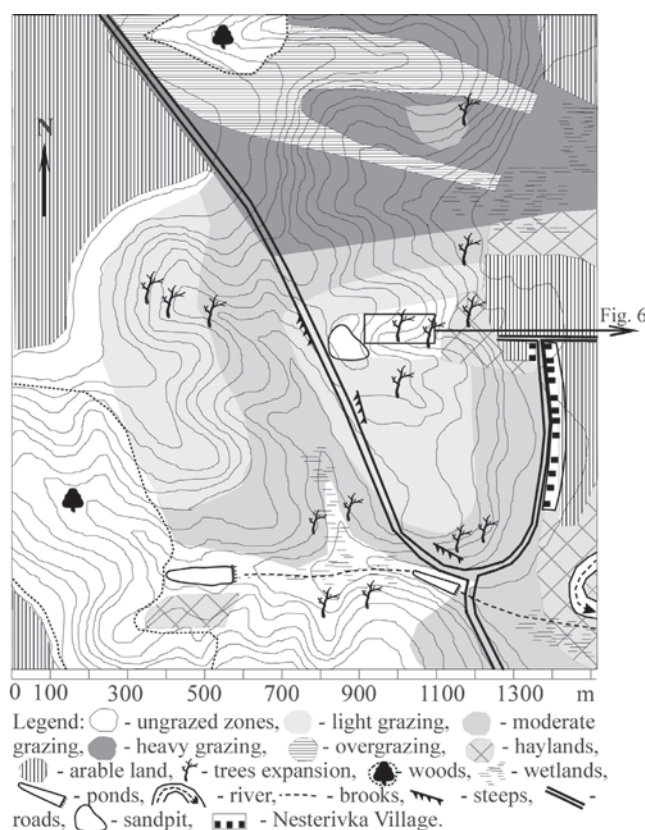 N
Fig. 6
0 100 300 500 700 900 1100 1300 m
Legend: - ungrazed zones, - light grazing, - moderate
grazing, - heavy grazing, - overgrazing, - haylands,
- arable land, - trees expansion, - woods, - wetlands,
- ponds, - river, - brooks, - steeps, -
roads, - sandpit, - Nesterivka Village.